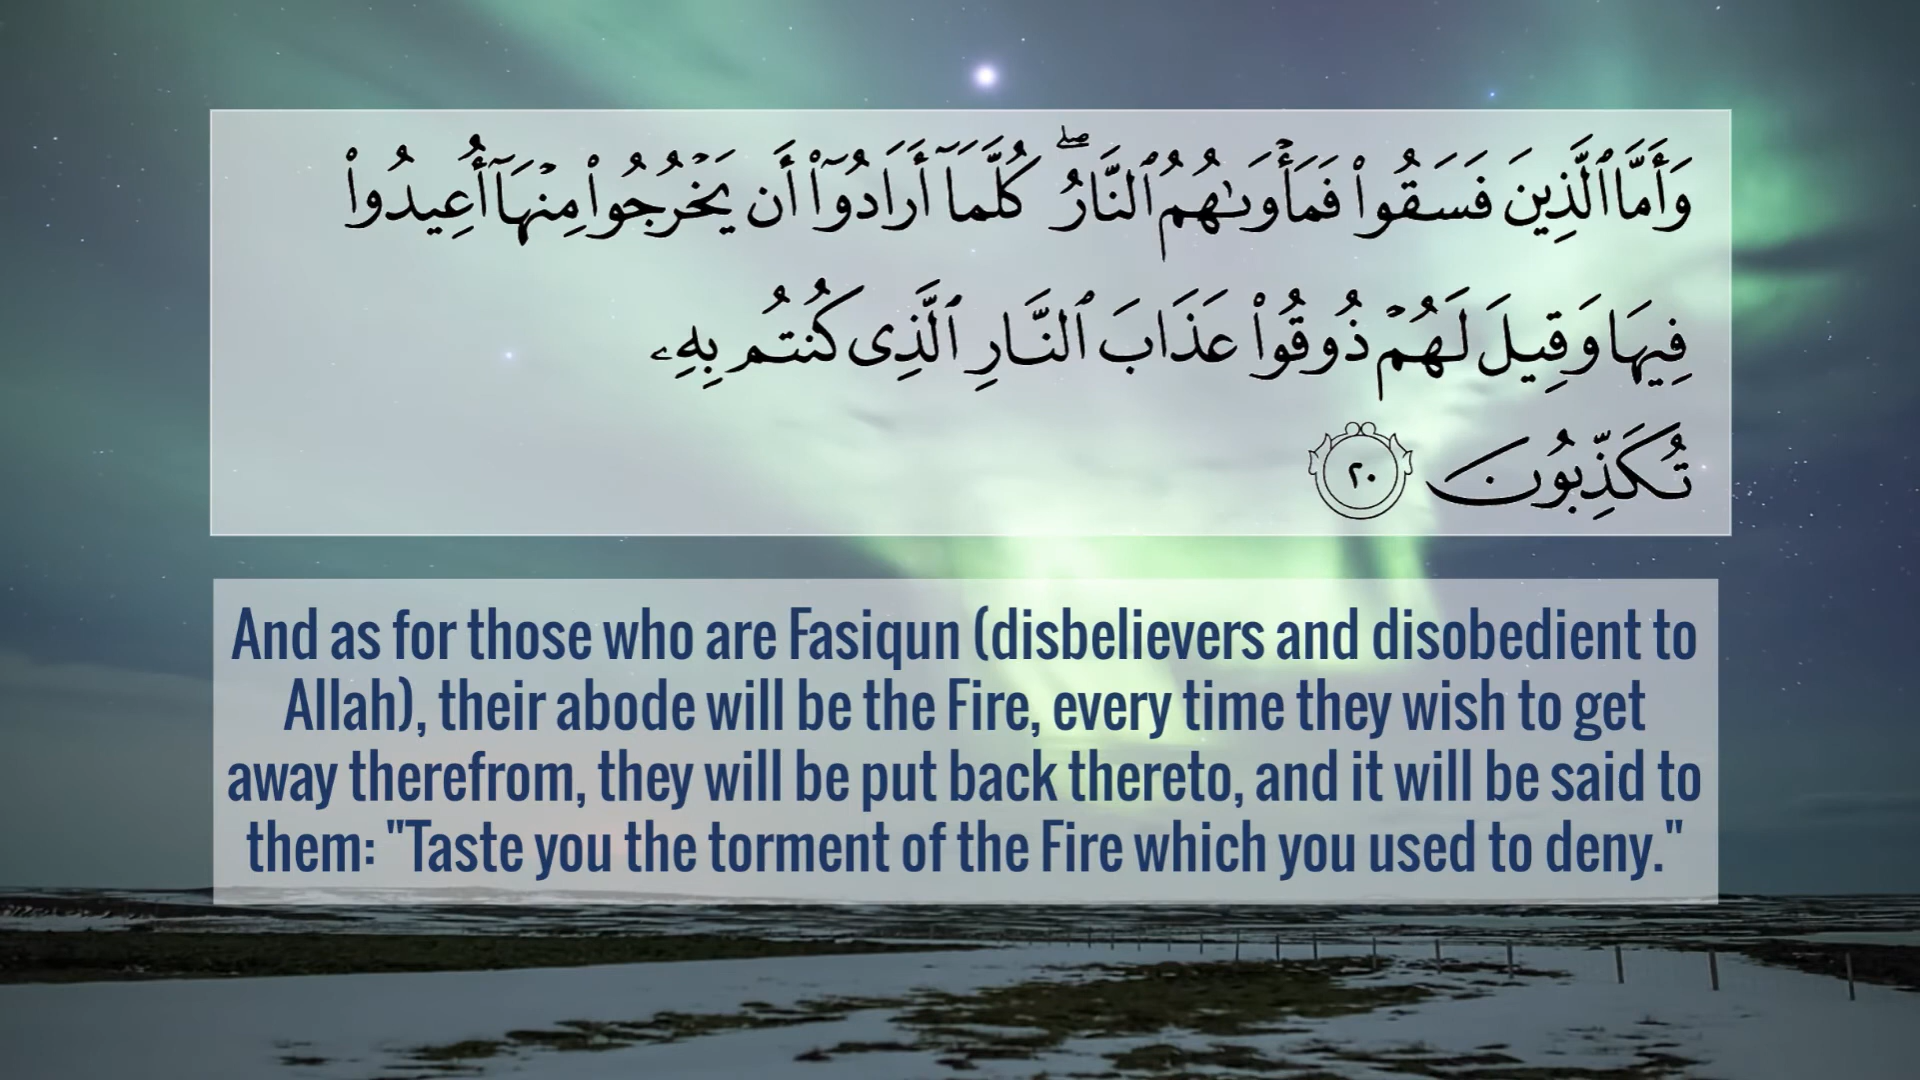 وَأَمَّا ٱلَّذِينَ فَسَقُوا۟ فَمَأْوَىٰهُمُ ٱلنَّارُ ۖ كُلَّمَآ أَرَادُوٓا۟ أَن يَخْرُجُوا۟ مِنْهَآ أُعِيدُوا۟
فِيهَا وَقِيلَ لَهُمْ ذُوقُوا۟ عَذَابَ ٱلنَّارِ ٱلَّذِى كُنتُم بِهِۦ
تُكَذِّبُونَ ٢٠
And as for those who are Fasiqun (disbelievers and disobedient to
Allah), their abode will be the Fire, every time they wish to get
away therefrom, they will be put back thereto, and it will be said to
them: "Taste you the torment of the Fire which you used to deny."